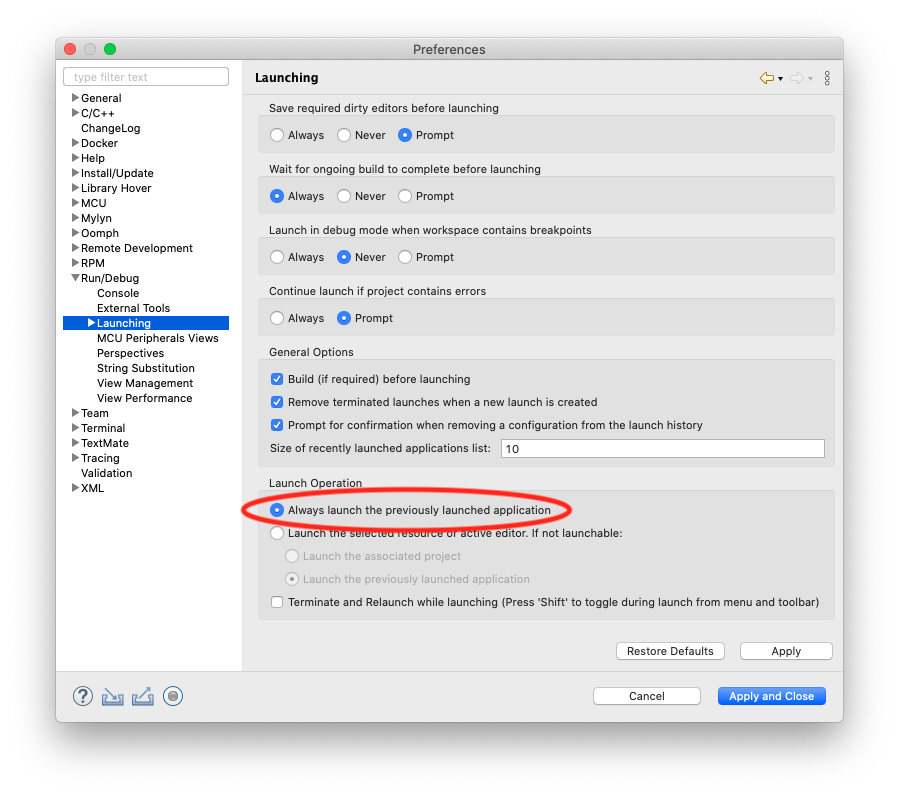 Preferences
type filter text
General
C/C++
ChangeLog
Docker
Help
Install/Update
Library Hover
MCU
Mylyn
Oomph
Remote Development
RPM
Run/Debug
Console
External Tools
Launching
MCU Peripherals Views
Perspectives
String Substitution
View Management
View Performance
Team
Terminal
TextMate
Tracing
Validation
XML
Launching
Save required dirty editors before launching
Always Never Prompt
Wait for ongoing build to complete before launching
Always Never Prompt
Launch in debug mode when workspace contains breakpoints
Always Never Prompt
Continue launch if project contains errors
Always Prompt
General Options
Build (if required) before launching
Remove terminated launches when a new launch is created
Prompt for confirmation when removing a configuration from the launch history
Size of recently launched applications list: 10
Launch Operation
Always launch the previously launched application
Launch the selected resource or active editor. If not launchable:
Launch the associated project
Launch the previously launched application
Terminate and Relaunch while launching (Press 'Shift' to toggle during launch from menu and toolbar)
Restore Defaults Apply
? Cancel Apply and Close